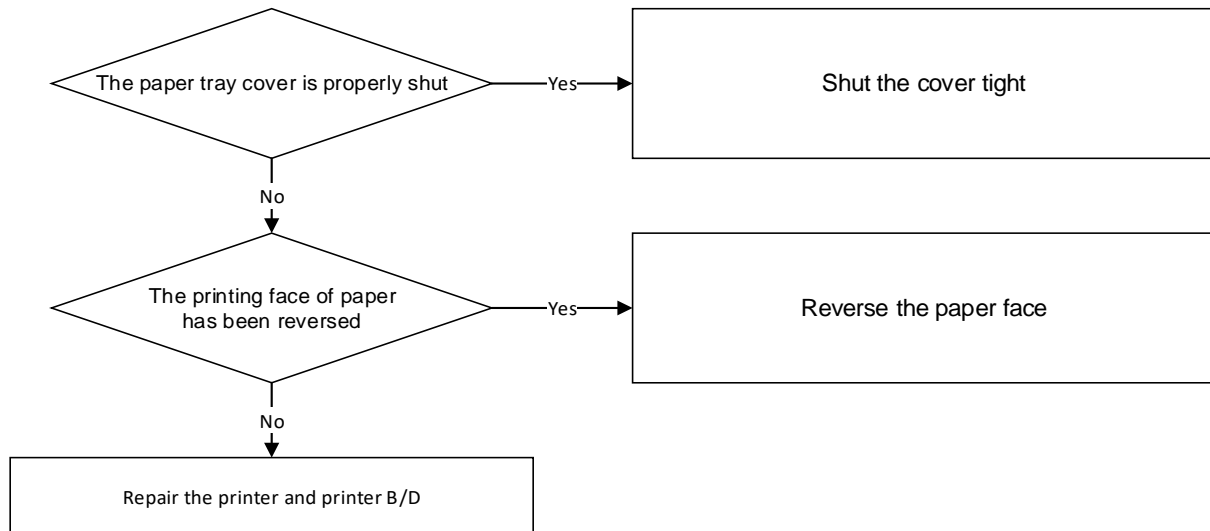 The paper tray cover is properly shut
Yes
Shut the cover tight
No
The printing face of paper
has been reversed
Yes
Reverse the paper face
No
Repair the printer and printer B/D